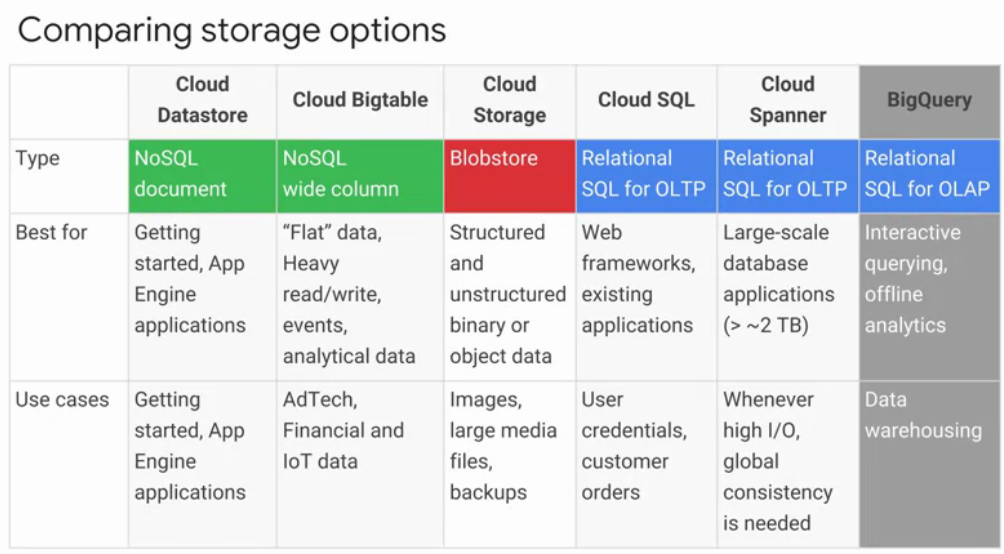 Comparing storage options
Cloud
Datastore
Cloud Bigtable
Cloud
Storage
Cloud SQL
Cloud
Spanner
BigQuery
Type
NoSQL
document
NoSQL
wide column
Blobstore
Relational
SQL for OLTP
Relational
SQL for OLTP
Relational
SQL for OLAP
Best for
Getting
started, App
Engine
applications
“Flat” data,
Heavy
read/write,
events,
analytical data
Structured
and
unstructured
binary or
object data
Web
frameworks,
existing
applications
Large-scale
database
applications
(> ~2 TB)
Interactive
querying,
offline
analytics
Use cases
Getting
started, App
Engine
applications
AdTech,
Financial and
IoT data
Images,
large media
files,
backups
User
credentials,
customer
orders
Whenever
high I/O,
global
consistency
is needed
Data
warehousing